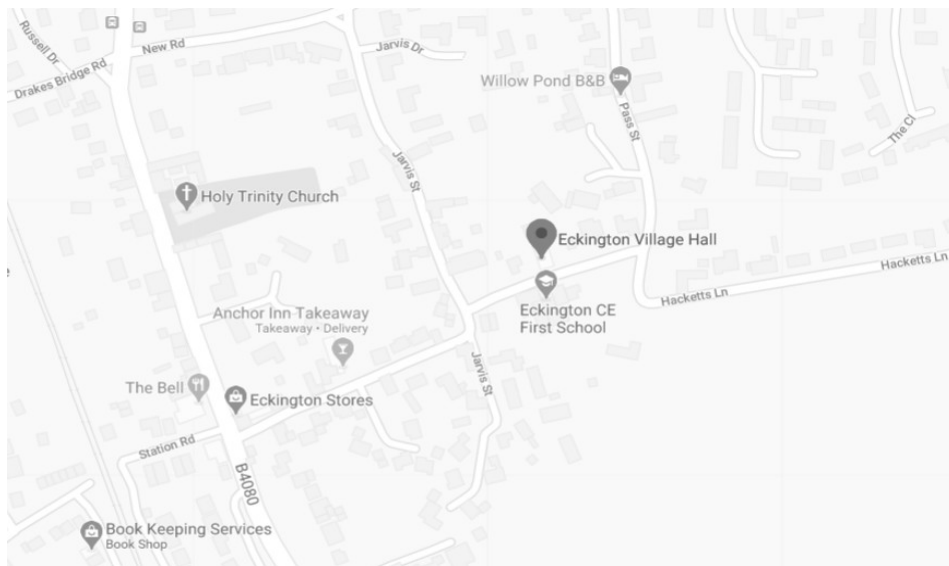 Russell Dr
New Rd
Drakes Bridge Rd
Jarvis Dr
Willow Pond B&B
Pass St
The Cl
Jarvis St
Holy Trinity Church
Eckington Village Hall
Hacketts Ln
Hacketts Ln
e
Eckington CE
First School
Anchor Inn Takeaway
Takeaway • Delivery
Jarvis St
The Bell
Eckington Stores
Station Rd
B4080
Book Keeping Services
Book Shop